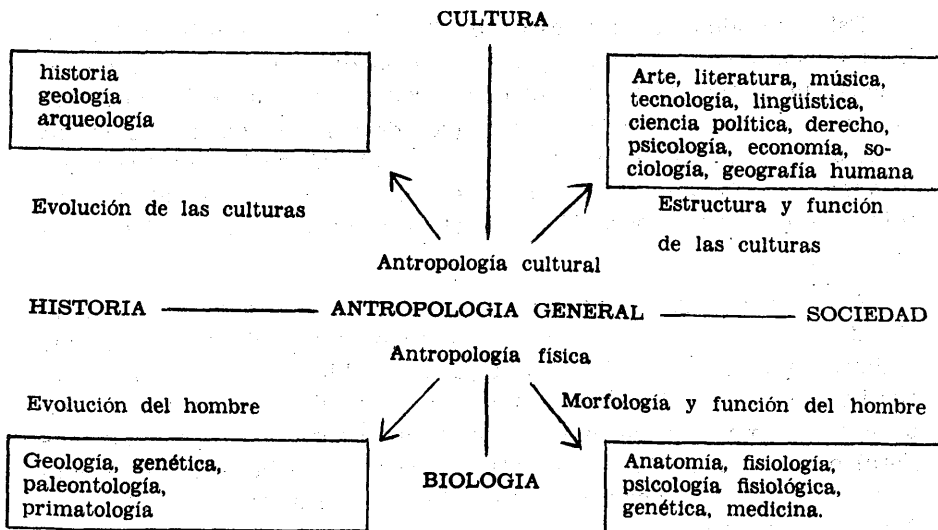 CULTURA
historia
geología
arqueología
Arte, literatura, música,
tecnología, lingüística,
ciencia política, derecho,
psicología, economía, so-
ciología, geografía humana
Evolución de las culturas
Estructura y función
de las culturas
Antropología cultural
HISTORIA
ANTROPOLOGIA GENERAL
SOCIEDAD
Antropología física
Evolución del hombre
Morfología y función del hombre
Geología, genética,
paleontología,
primatología
BIOLOGIA
Anatomía, fisiología,
psicología fisiológica,
genética, medicina.